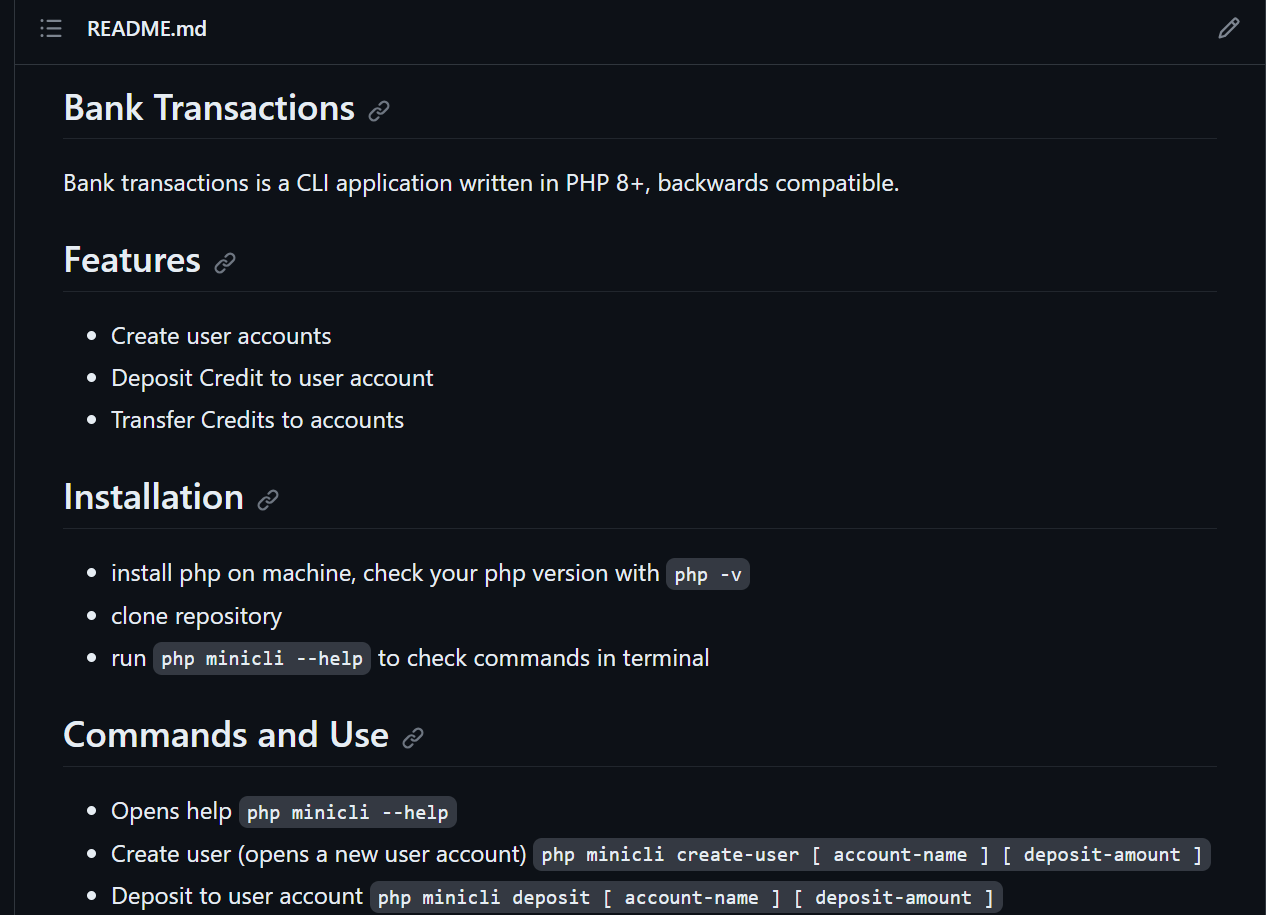 README.md
Bank Transactions
Bank transactions is a CLI application written in PHP 8+, backwards compatible.
Features
Create user accounts
Deposit Credit to user account
Transfer Credits to accounts
Installation
install php on machine, check your php version with php -v
clone repository
run php minicli --help to check commands in terminal
Commands and Use
Opens help php minicli --help
Create user (opens a new user account) php minicli create-user [ account-name ] [ deposit-amount ]
Deposit to user account php minicli deposit [ account-name ] [ deposit-amount ]